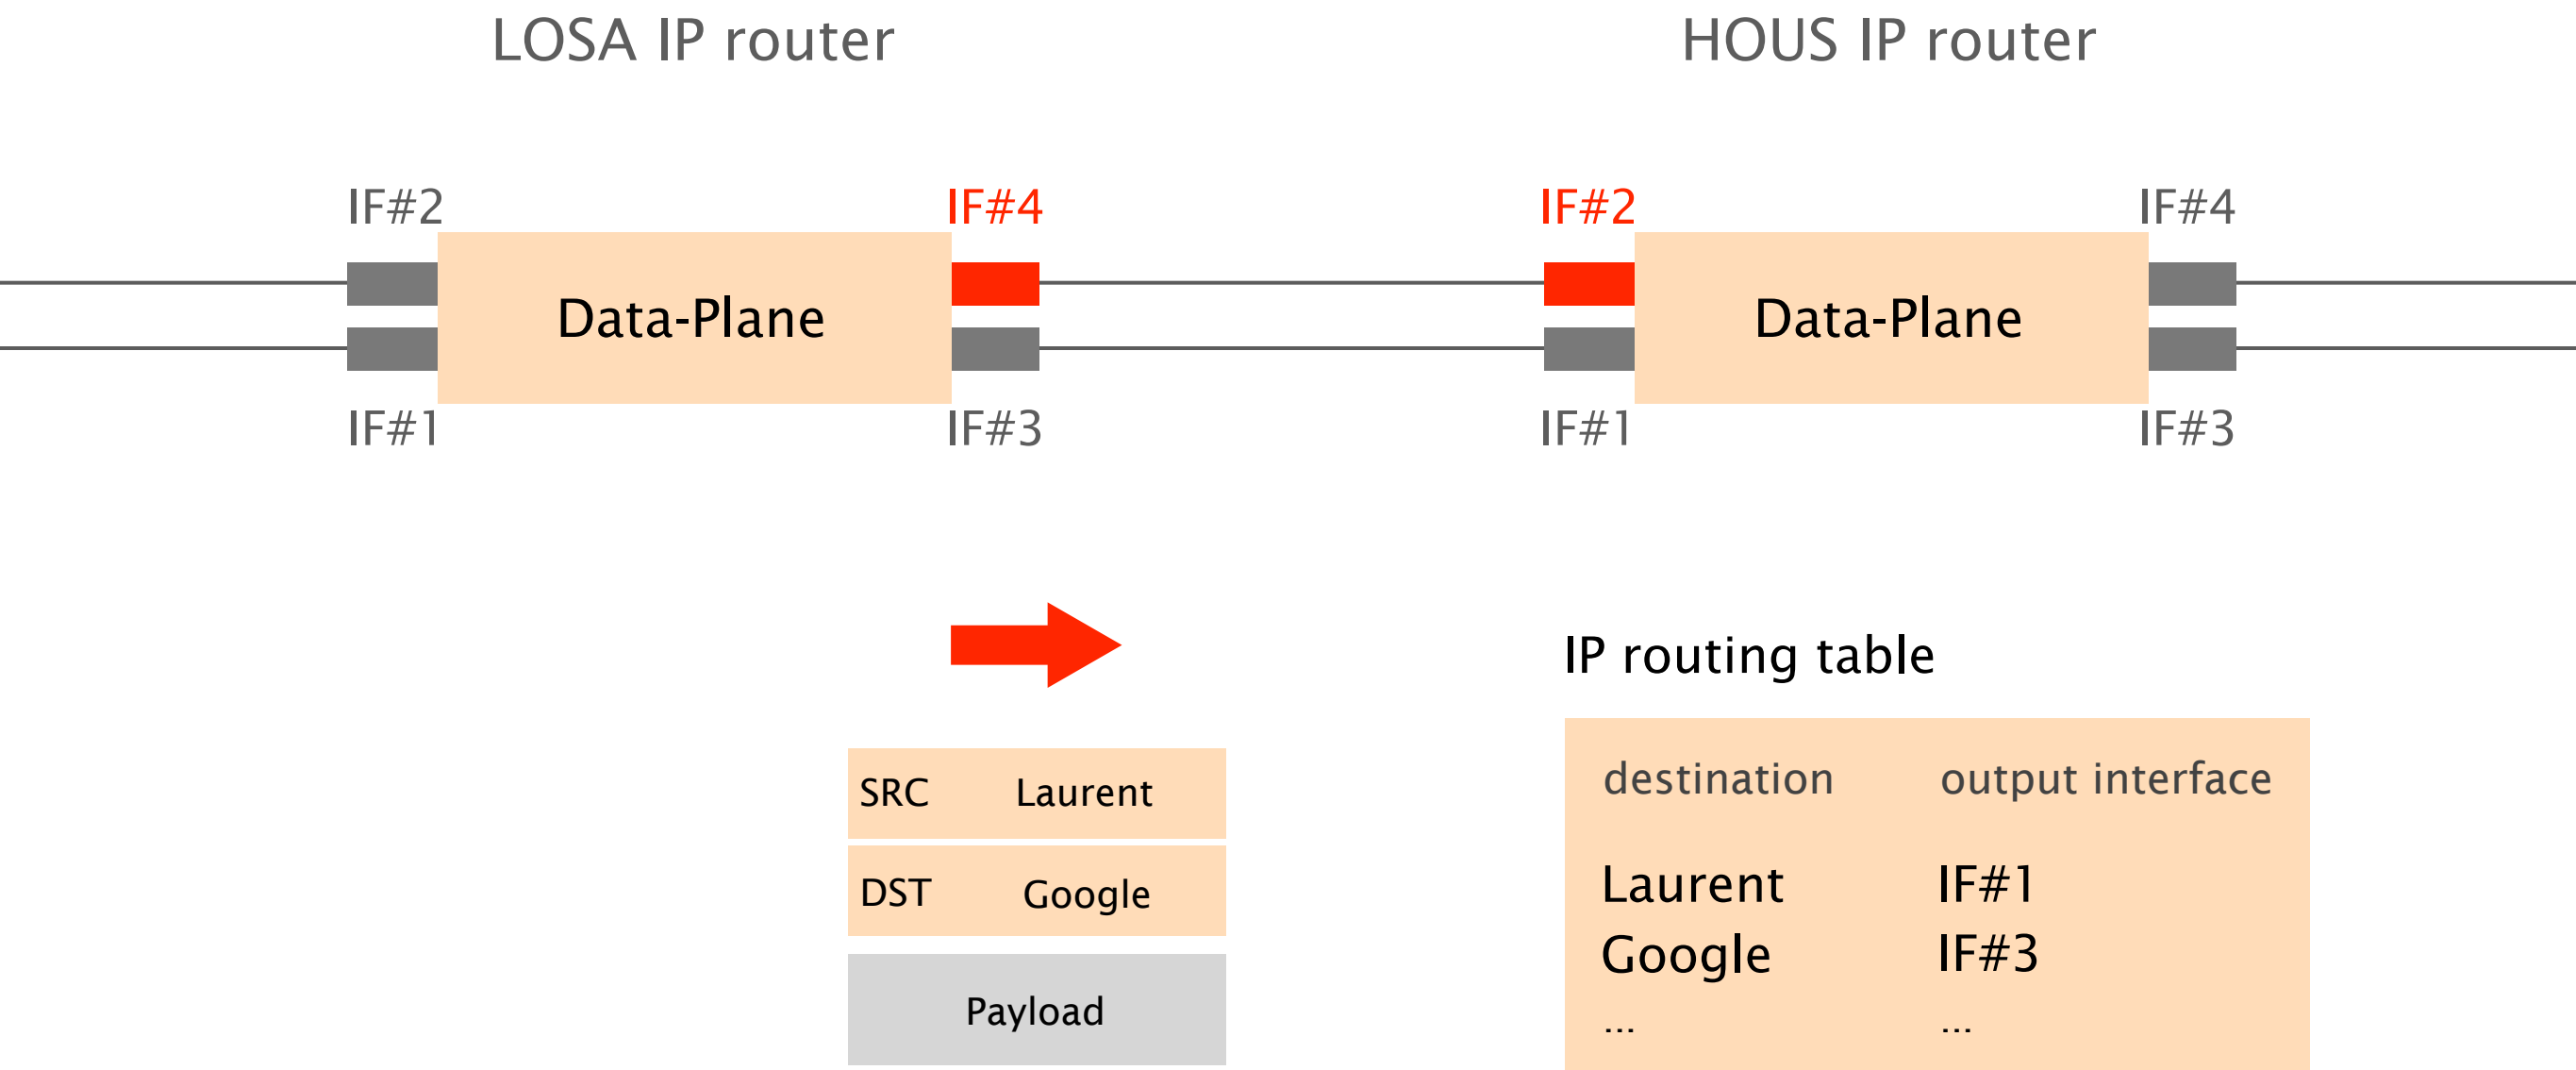 LOSA IP router
HOUS IP router
IF#2
IF#4
IF#2
IF#4
Data-Plane
Data-Plane
IF#1
IF#3
IF#1
IF#3
IP routing table
SRC Laurent
DST Google
Payload
destination output interface
Laurent IF#1
Google IF#3
... ...